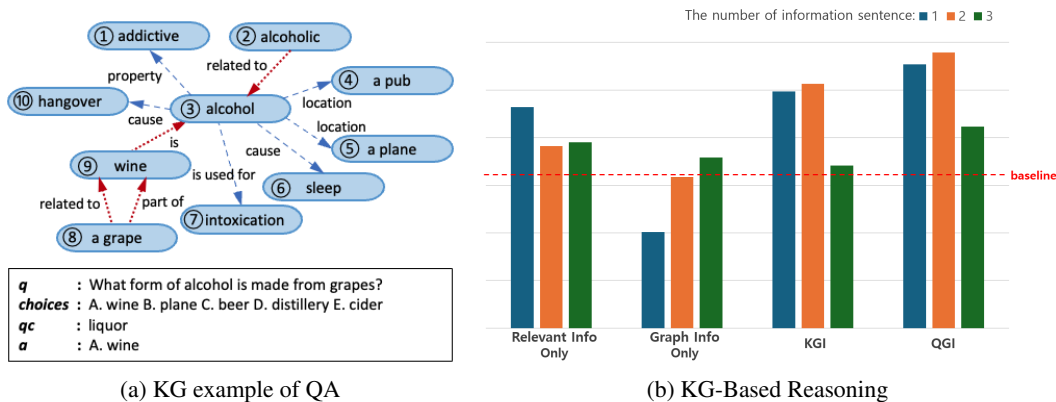 ① addictive
② alcoholic
property
related to
④ a pub
⑩ hangover
③ alcohol
location
cause
location
is
⑤ a plane
⑨ wine
cause
is used for
⑥ sleep
related to
part of
⑦ intoxication
⑧ a grape
q : What form of alcohol is made from grapes?
choices : A. wine B. plane C. beer D. distillery E. cider
qc : liquor
a : A. wine
(a) KG example of QA
The number of information sentence: 1 2 3
baseline
Relevant Info
Only
Graph Info
Only
KGI
QGI
(b) KG-Based Reasoning